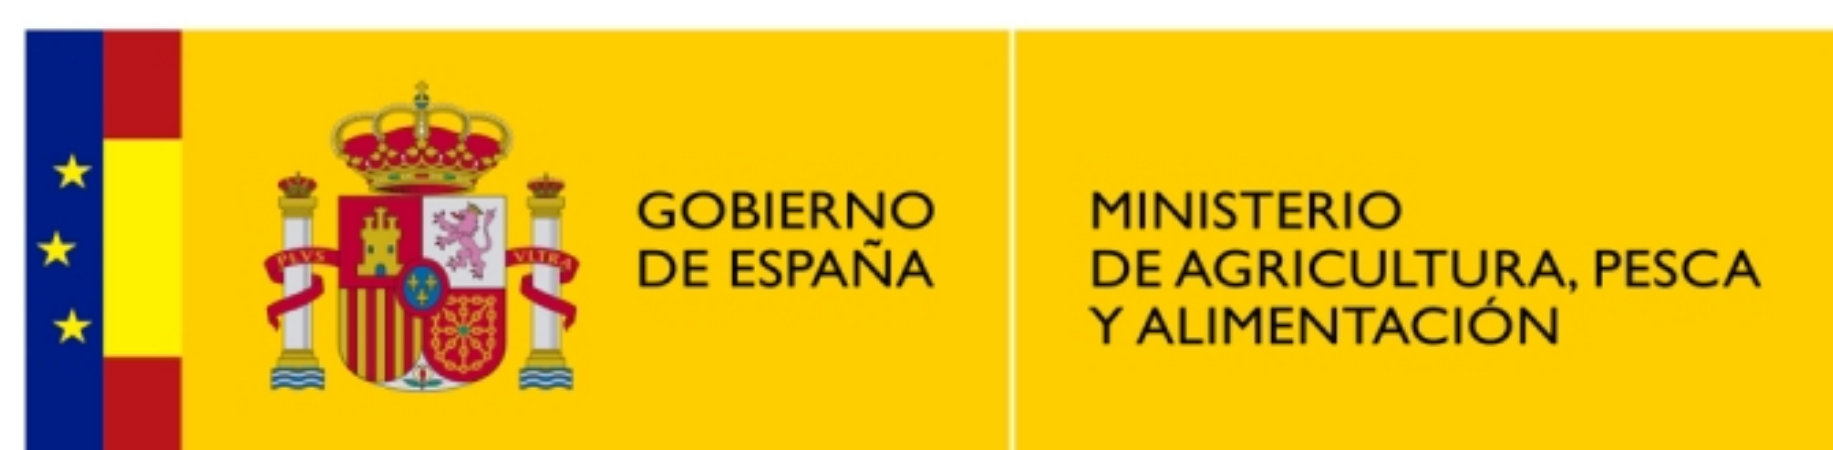 GOBIERNO
DE ESPAÑA
MINISTERIO
DE AGRICULTURA, PESCA
Y ALIMENTACIÓN
PLVS VLTRA